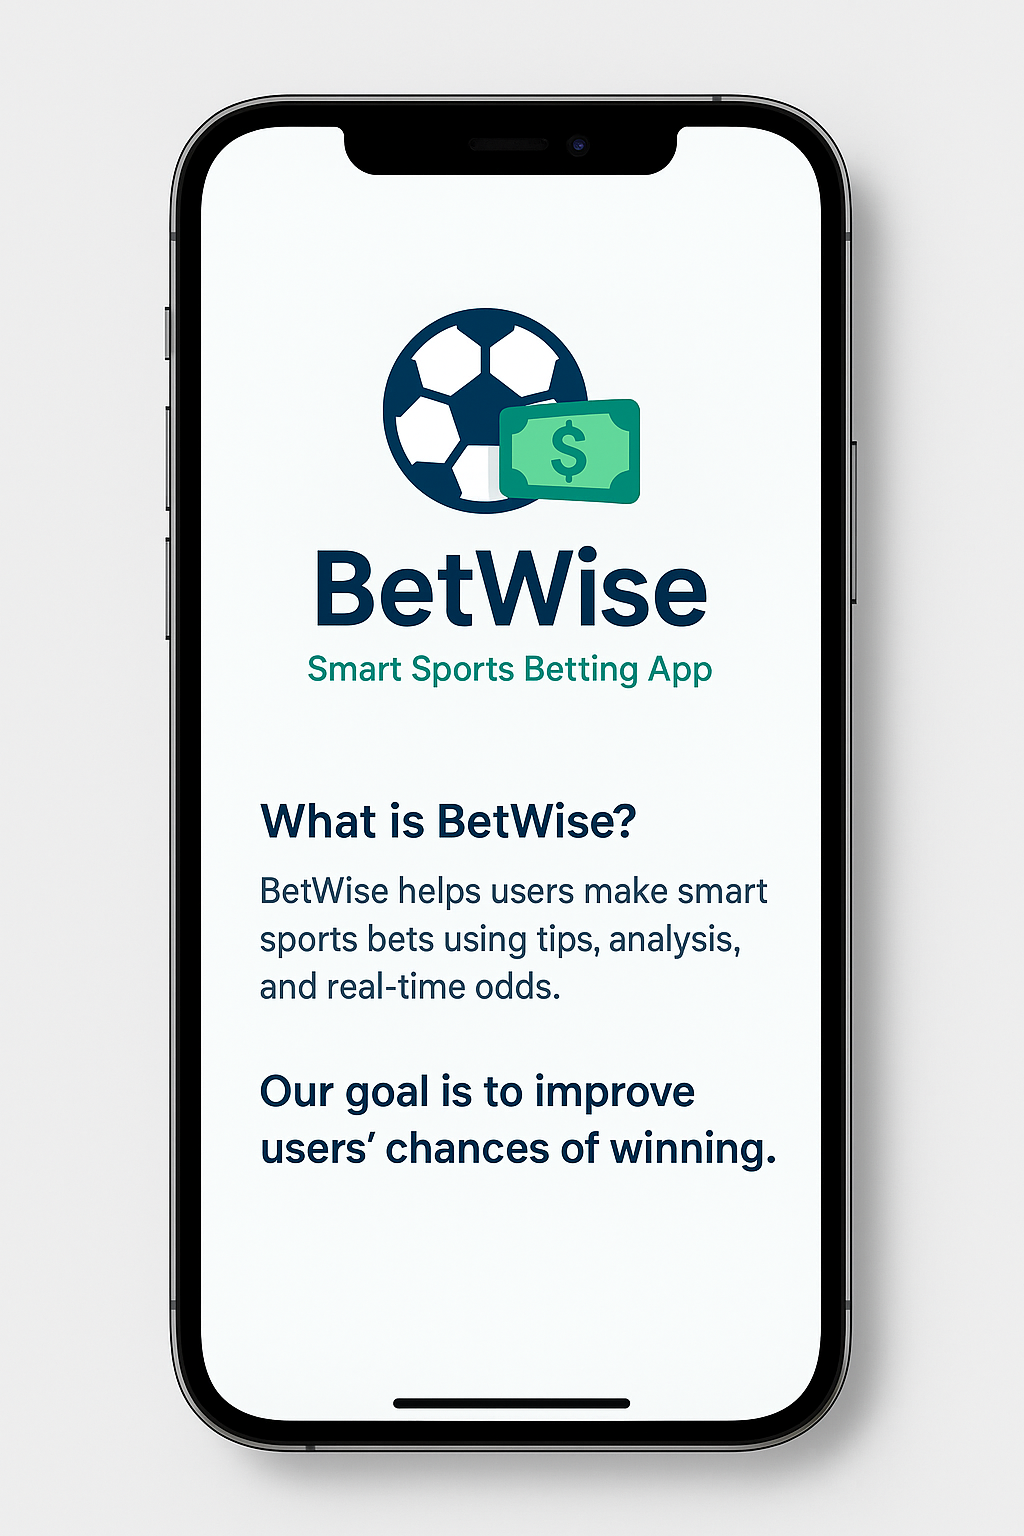 $
BetWise
Smart Sports Betting App
What is BetWise?
BetWise helps users make smart
sports bets using tips, analysis,
and real-time odds.
Our goal is to improve
users’ chances of winning.